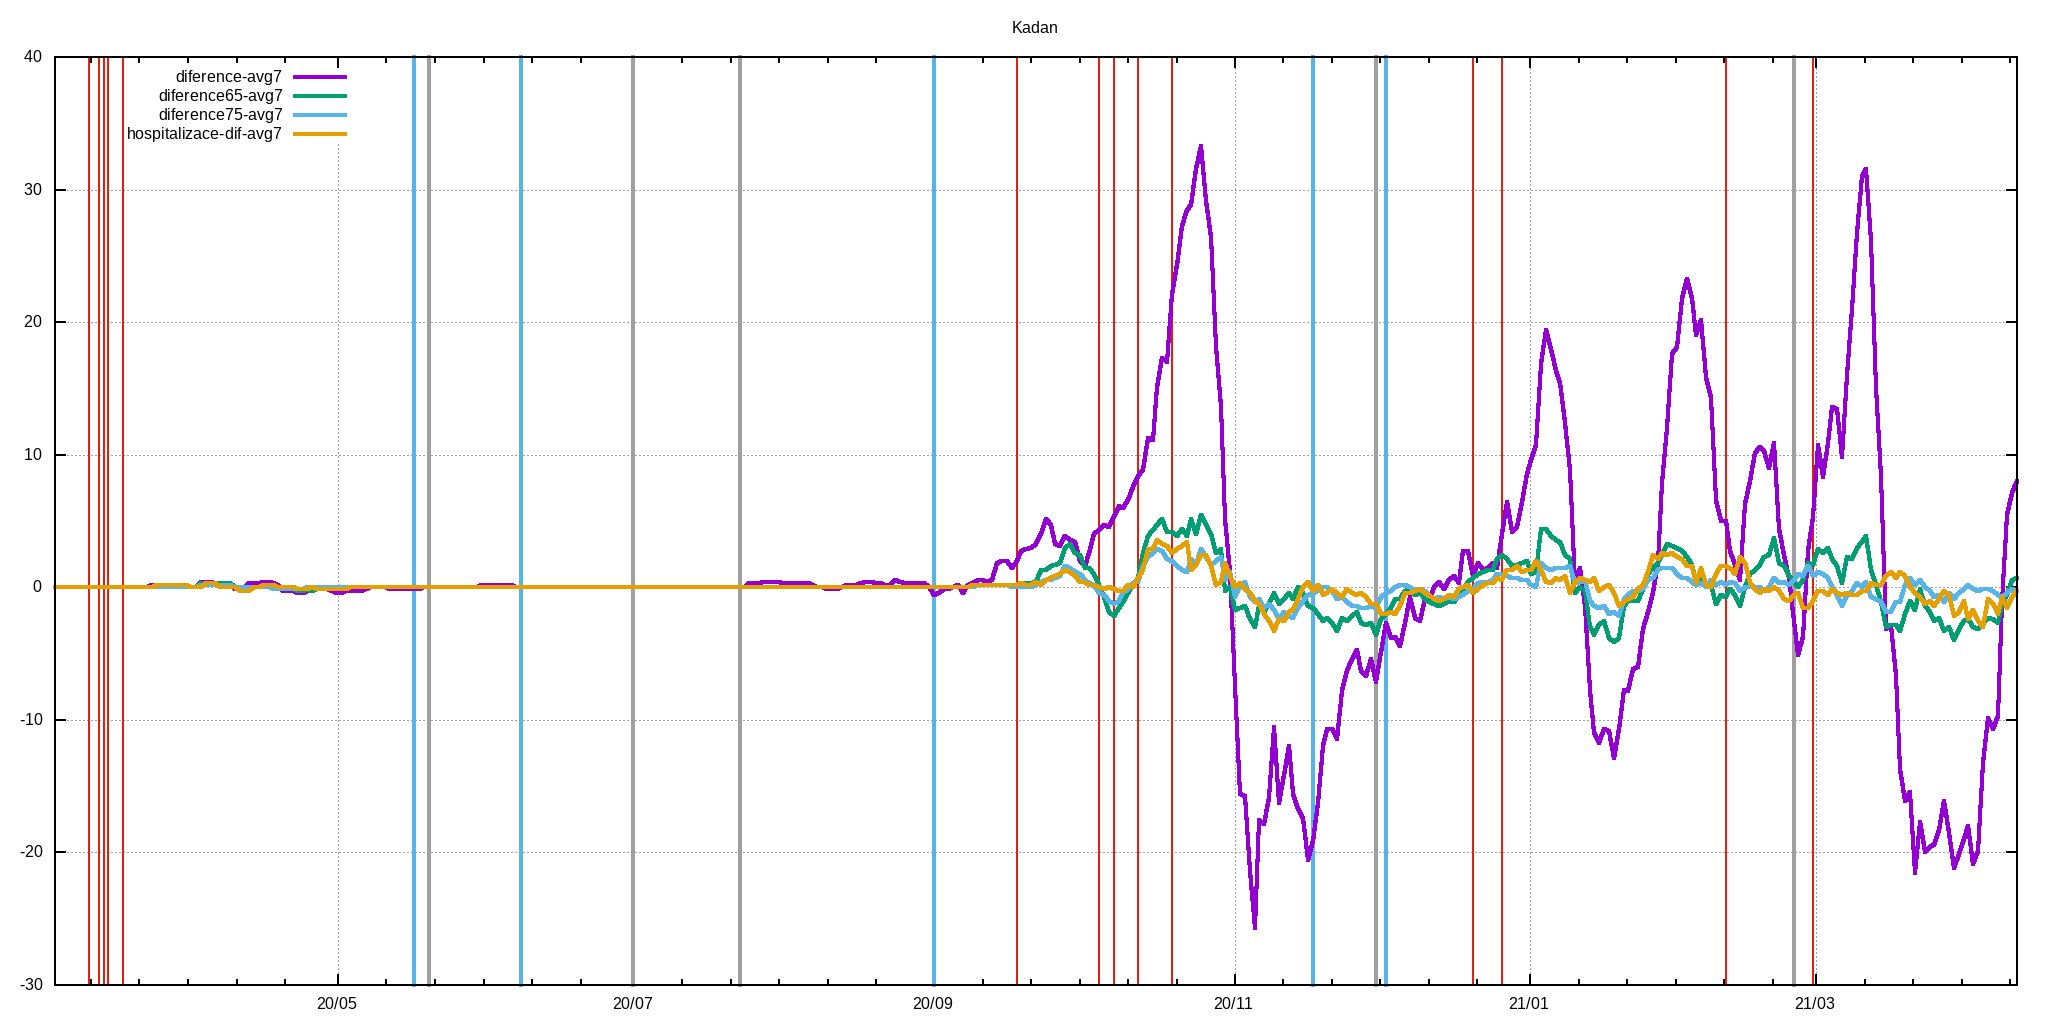 Kadan
40
diference-avg7
diference65-avg7
diference75-avg7
hospitalizace-dif-avg7
30
20
10
0
-10
-20
-30
20/05 20/07 20/09 20/11 21/01 21/03